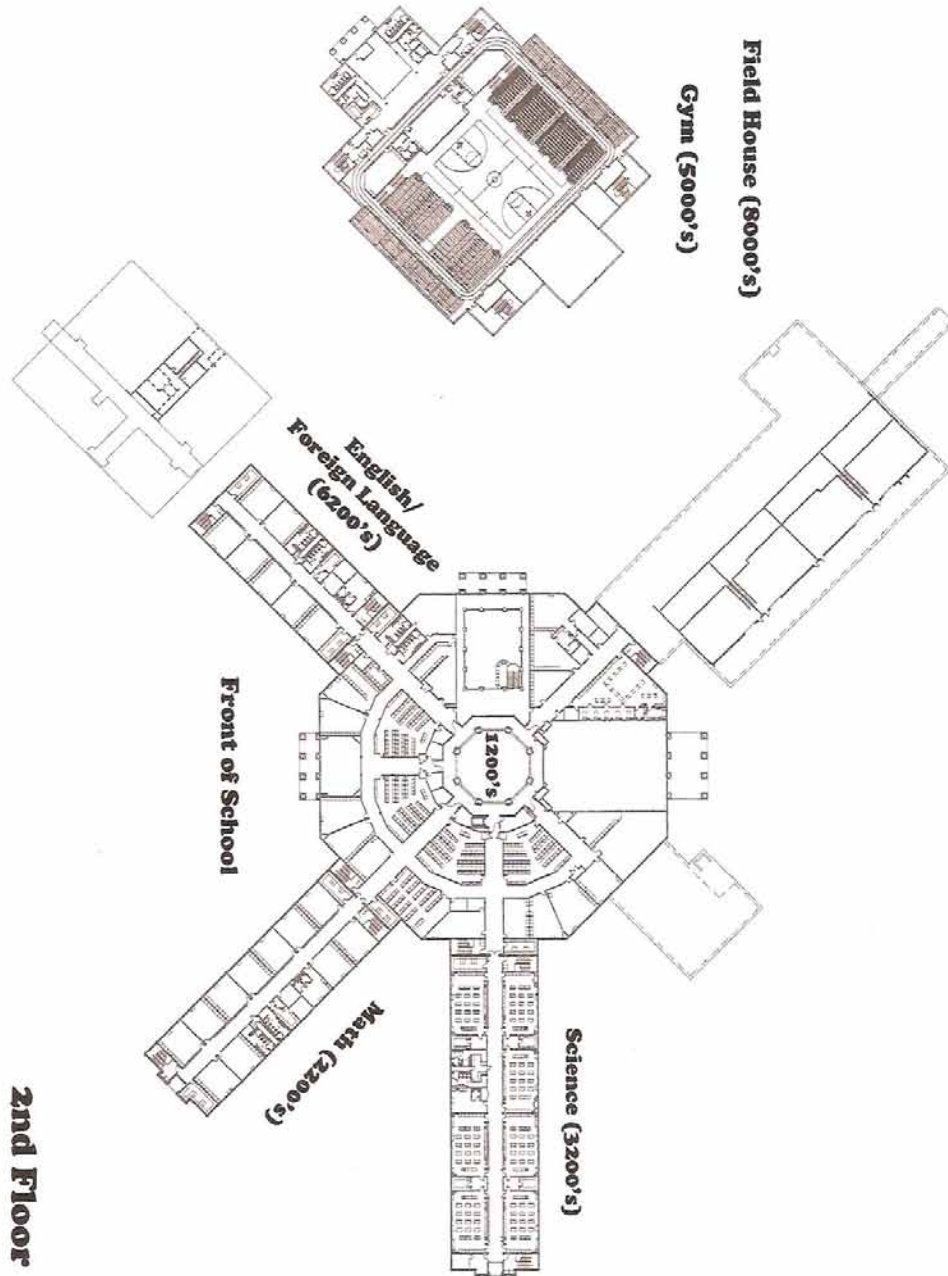 Field House (8000's)
Gym (5000's)
English/
Foreign Language
(6200's)
1200's
Front of School
Science (3200's)
Math (2200's)
2nd Floor